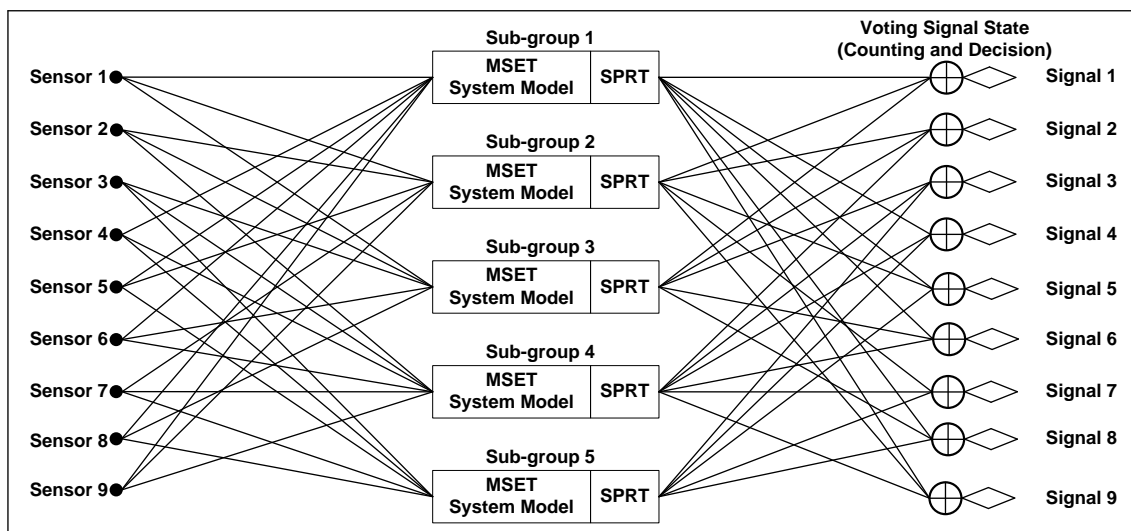 Voting Signal State
(Counting and Decision)
Sub-group 1
MSET
System Model
SPRT
Sensor 1
Signal 1
Sensor 2
Signal 2
Sub-group 2
MSET
System Model
SPRT
Sensor 3
Signal 3
Sensor 4
Signal 4
Sub-group 3
MSET
System Model
SPRT
Sensor 5
Signal 5
Sensor 6
Signal 6
Sub-group 4
MSET
System Model
SPRT
Sensor 7
Signal 7
Sensor 8
Signal 8
Sub-group 5
MSET
System Model
SPRT
Sensor 9
Signal 9